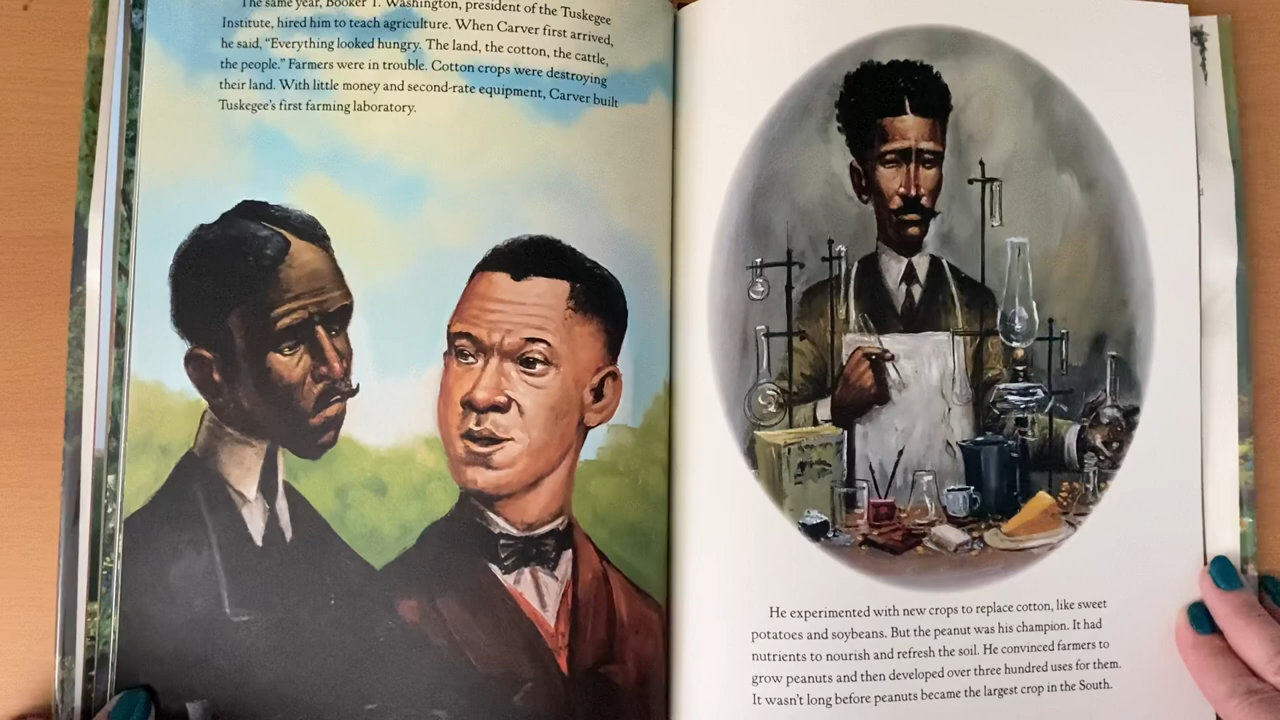 The same year, Booker T. Washington, president of the Tuskegee
Institute, hired him to teach agriculture. When Carver first arrived,
he said, “Everything looked hungry. The land, the cotton, the cattle,
the people.” Farmers were in trouble. Cotton crops were destroying
their land. With little money and second-rate equipment, Carver built
Tuskegee’s first farming laboratory.
He experimented with new crops to replace cotton, like sweet
potatoes and soybeans. But the peanut was his champion. It had
nutrients to nourish and refresh the soil. He convinced farmers to
grow peanuts and then developed over three hundred uses for them.
It wasn’t long before peanuts became the largest crop in the South.